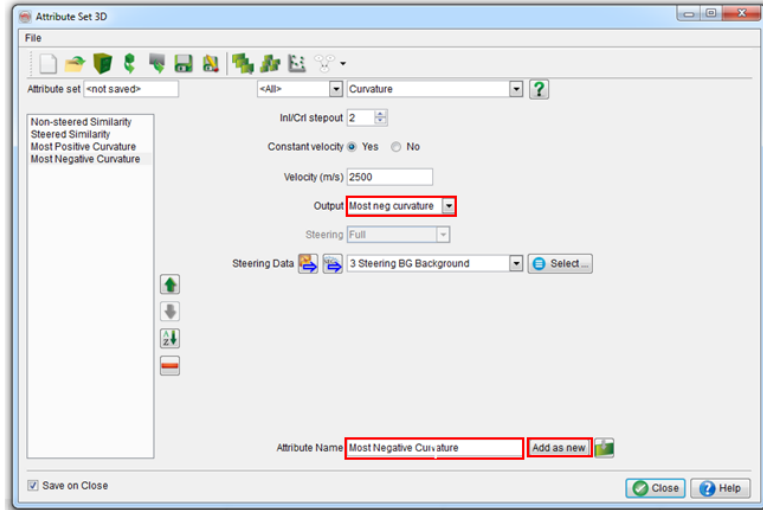 Attribute Set 3D
File
Attribute set <not saved>
<All>
Curvature
?
Non-steered Similarity
Steered Similarity
Most Positive Curvature
Most Negative Curvature
Inl/Crl stepout 2
Constant velocity Yes No
Velocity (m/s) 2500
Output Most neg curvature
Steering Full
Steering Data 3 Steering BG Background Select ...
A
Z
Attribute Name Most Negative Curvature Add as new
Save on Close
Close ? Help